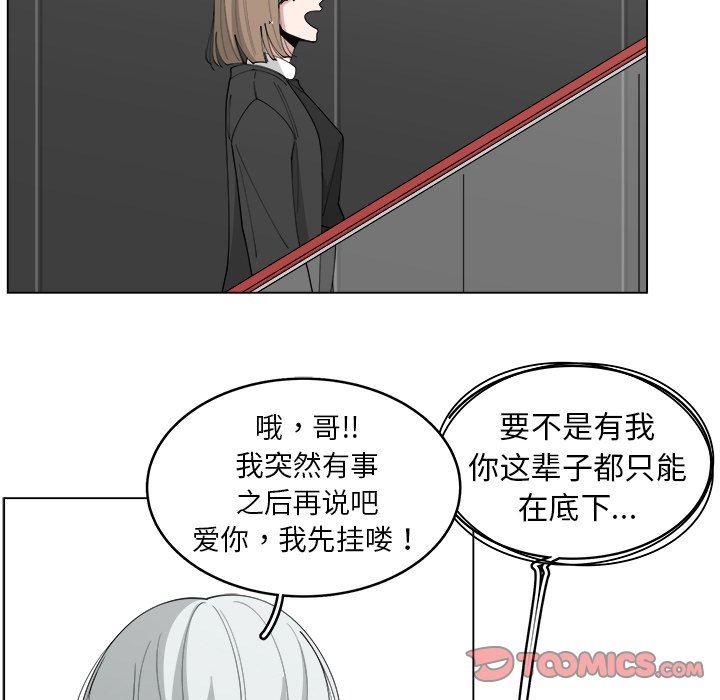 哦，哥!!
我突然有事
之后再说吧
爱你，我先挂喽！
要不是有我
你这辈子都只能
在底下...
TOOMICS.COM